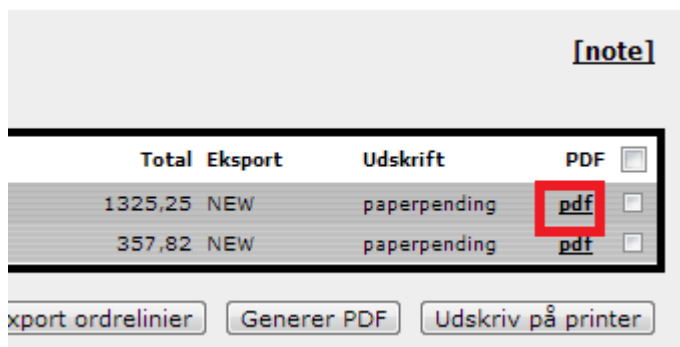 [note]
Total Eksport Udskrift PDF
1325,25 NEW paperpending pdf
357,82 NEW paperpending pdf
xport ordrelinier Generer PDF Udskriv på printer